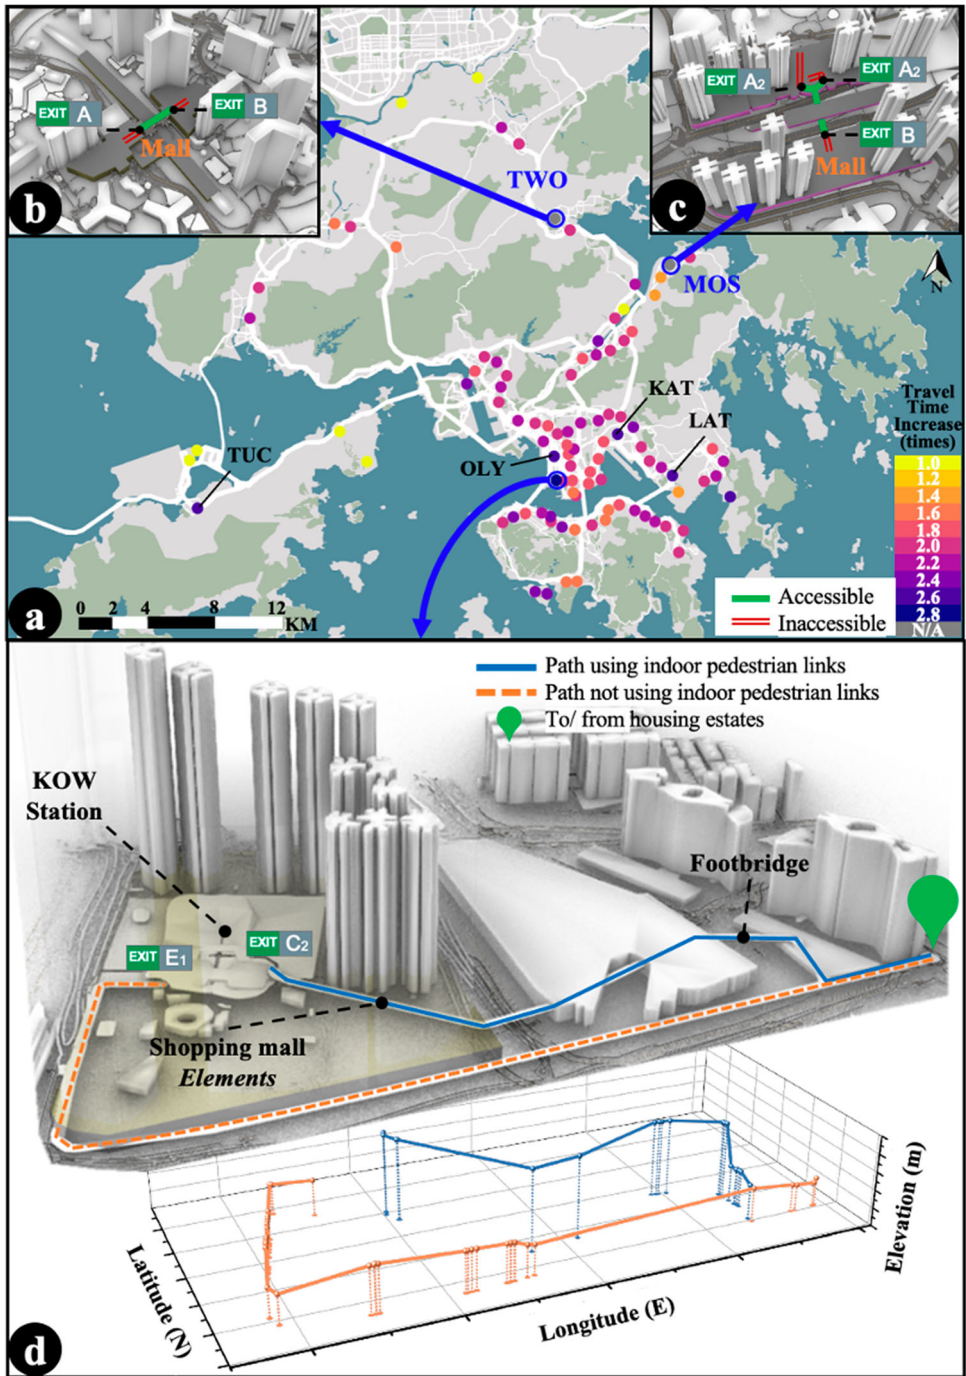 EXIT A
EXIT B
Mall
b
TWO
EXIT A2
EXIT A2
EXIT B
Mall
c
N
MOS
KAT
LAT
OLY
TUC
Travel
Time
Increase
(times)
1.0
1.2
1.4
1.6
1.8
2.0
2.2
2.4
2.6
2.8
N/A
a
0 2 4 8 12
KM
Accessible
Inaccessible
Path using indoor pedestrian links
Path not using indoor pedestrian links
To/ from housing estates
KOW
Station
Footbridge
EXIT E1
EXIT C2
Shopping mall
Elements
Latitude (N)
Longitude (E)
Elevation (m)
d